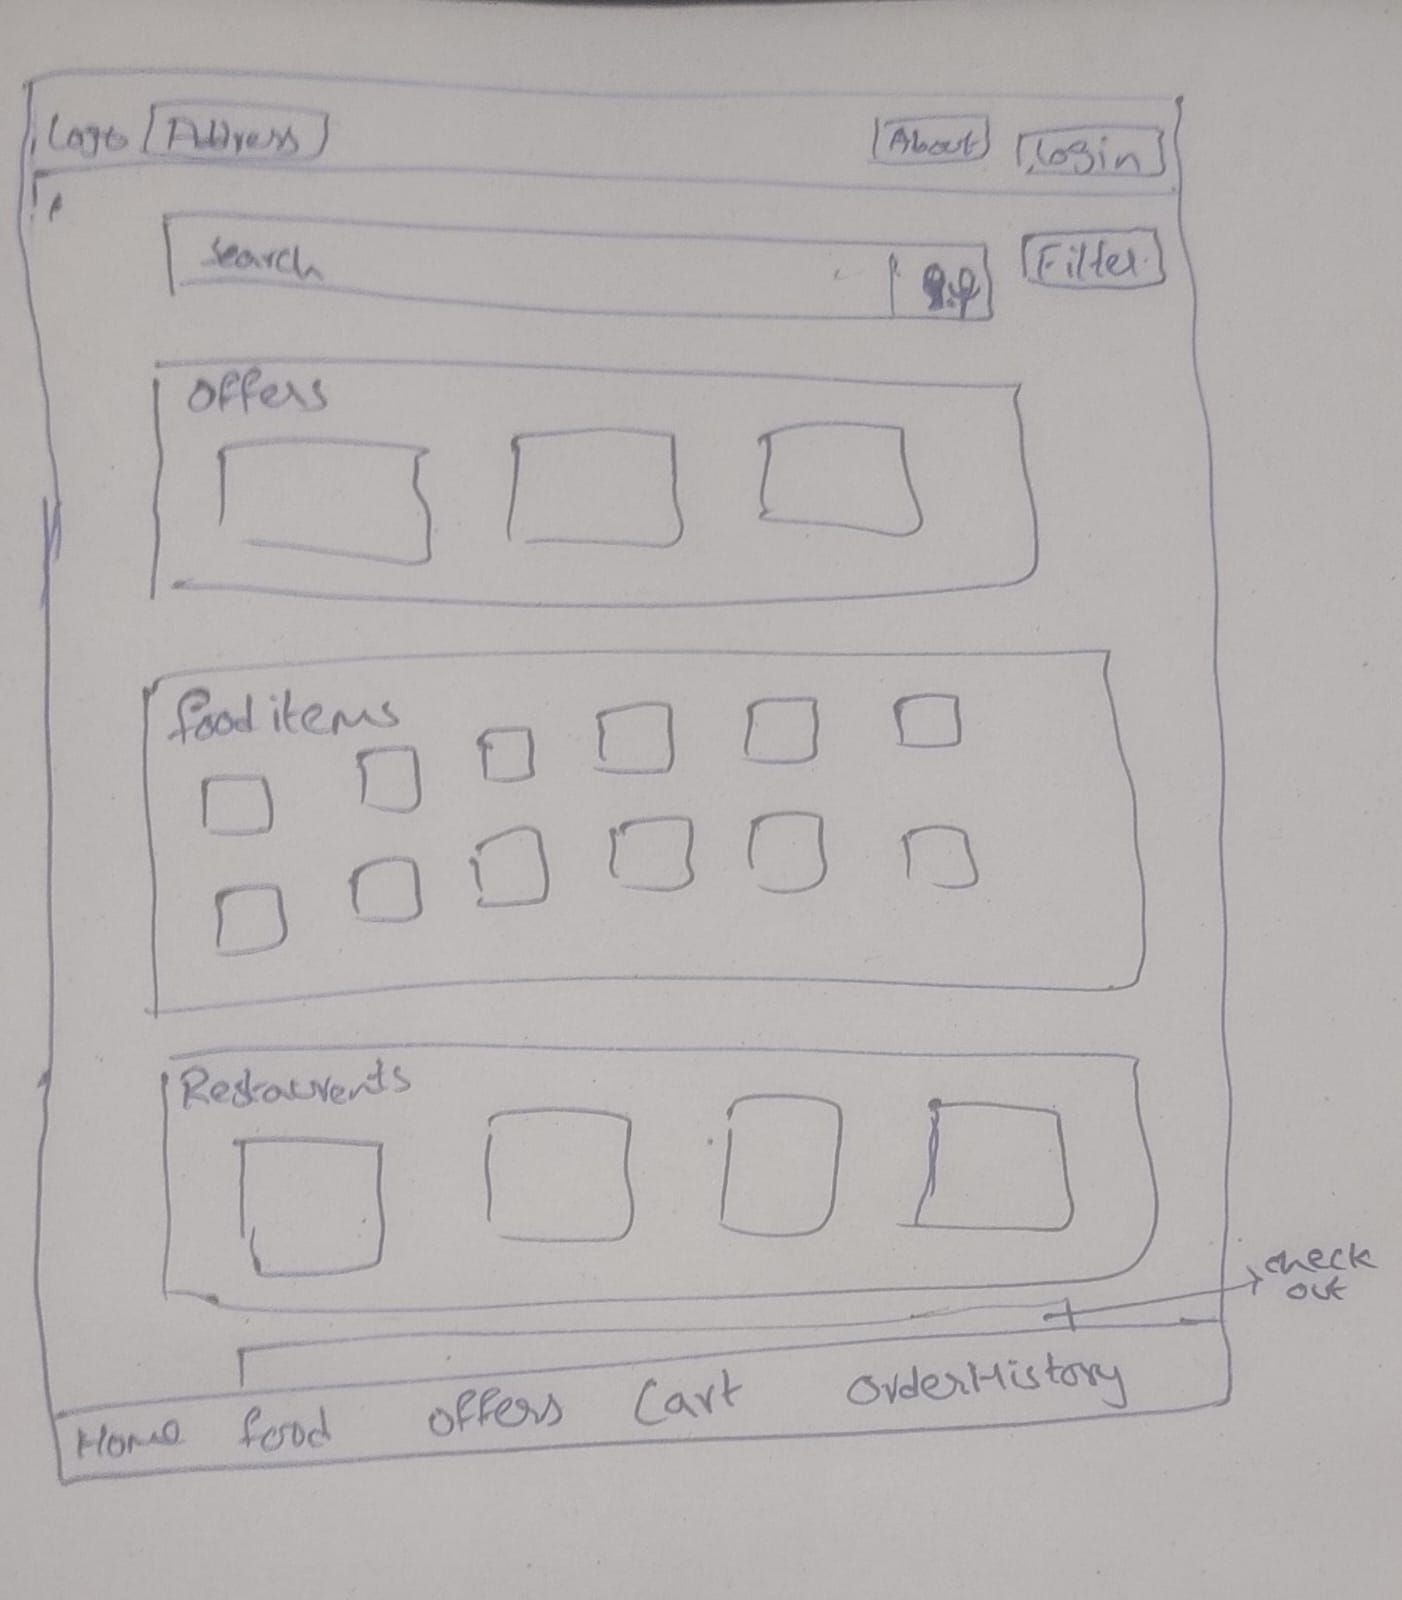 Logo Address About Login
Search Filter
Offers
food items
Restaurents
check
out
Home food offers Cart OrderHistory